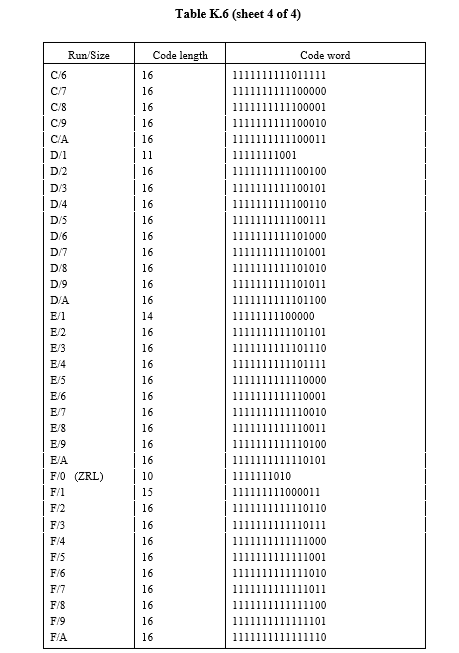 Table K.6 (sheet 4 of 4)
Run/Size Code length Code word
C/6 16 1111111111011111
C/7 16 1111111111100000
C/8 16 1111111111100001
C/9 16 1111111111100010
C/A 16 1111111111100011
D/1 11 11111111001
D/2 16 1111111111100100
D/3 16 1111111111100101
D/4 16 1111111111100110
D/5 16 1111111111100111
D/6 16 1111111111101000
D/7 16 1111111111101001
D/8 16 1111111111101010
D/9 16 1111111111101011
D/A 16 1111111111101100
E/1 14 11111111100000
E/2 16 1111111111101101
E/3 16 1111111111101110
E/4 16 1111111111101111
E/5 16 1111111111110000
E/6 16 1111111111110001
E/7 16 1111111111110010
E/8 16 1111111111110011
E/9 16 1111111111110100
E/A 16 1111111111110101
F/0 (ZRL) 10 1111111010
F/1 15 111111111000011
F/2 16 1111111111110110
F/3 16 1111111111110111
F/4 16 1111111111111000
F/5 16 1111111111111001
F/6 16 1111111111111010
F/7 16 1111111111111011
F/8 16 1111111111111100
F/9 16 1111111111111101
F/A 16 1111111111111110